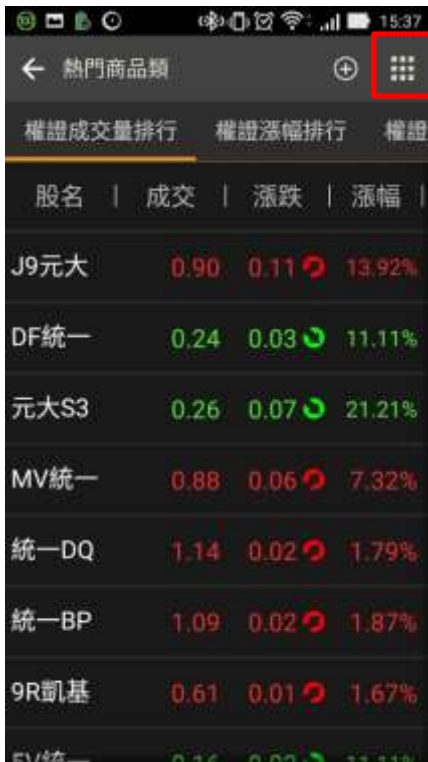 15:37
熱門商品類
權證成交量排行 權證漲幅排行 權證
股名 | 成交 | 漲跌 | 漲幅 |
J9元大 0.90 0.11 13.92%
DF統一 0.24 0.03 11.11%
元大S3 0.26 0.07 21.21%
MV統一 0.88 0.06 7.32%
統一DQ 1.14 0.02 1.79%
統一BP 1.09 0.02 1.87%
9R凱基 0.61 0.01 1.67%